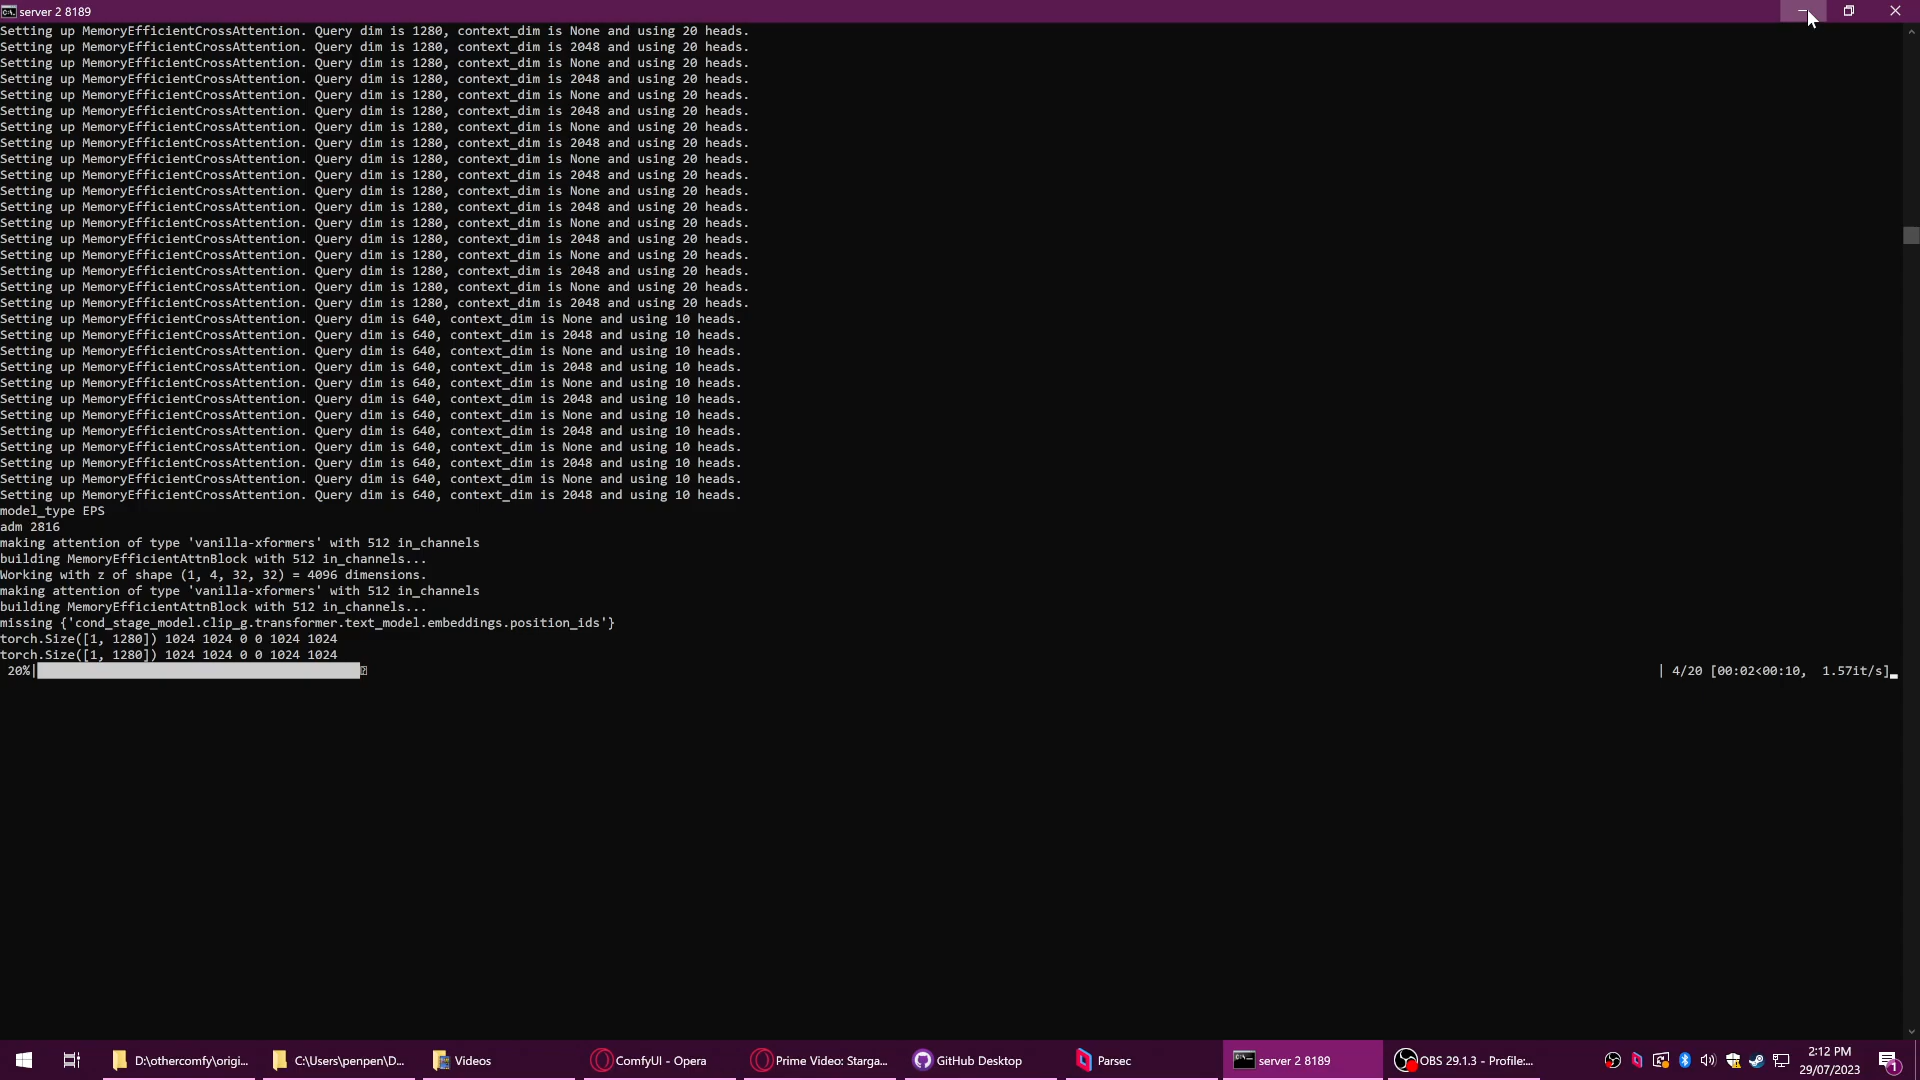 server 2 8189
Setting up MemoryEfficientCrossAttention. Query dim is 1280, context_dim is None and using 20 heads.
Setting up MemoryEfficientCrossAttention. Query dim is 1280, context_dim is 2048 and using 20 heads.
Setting up MemoryEfficientCrossAttention. Query dim is 1280, context_dim is None and using 20 heads.
Setting up MemoryEfficientCrossAttention. Query dim is 1280, context_dim is 2048 and using 20 heads.
Setting up MemoryEfficientCrossAttention. Query dim is 1280, context_dim is None and using 20 heads.
Setting up MemoryEfficientCrossAttention. Query dim is 1280, context_dim is 2048 and using 20 heads.
Setting up MemoryEfficientCrossAttention. Query dim is 1280, context_dim is None and using 20 heads.
Setting up MemoryEfficientCrossAttention. Query dim is 1280, context_dim is 2048 and using 20 heads.
Setting up MemoryEfficientCrossAttention. Query dim is 1280, context_dim is None and using 20 heads.
Setting up MemoryEfficientCrossAttention. Query dim is 1280, context_dim is 2048 and using 20 heads.
Setting up MemoryEfficientCrossAttention. Query dim is 1280, context_dim is None and using 20 heads.
Setting up MemoryEfficientCrossAttention. Query dim is 1280, context_dim is 2048 and using 20 heads.
Setting up MemoryEfficientCrossAttention. Query dim is 1280, context_dim is None and using 20 heads.
Setting up MemoryEfficientCrossAttention. Query dim is 1280, context_dim is 2048 and using 20 heads.
Setting up MemoryEfficientCrossAttention. Query dim is 1280, context_dim is None and using 20 heads.
Setting up MemoryEfficientCrossAttention. Query dim is 1280, context_dim is 2048 and using 20 heads.
Setting up MemoryEfficientCrossAttention. Query dim is 1280, context_dim is None and using 20 heads.
Setting up MemoryEfficientCrossAttention. Query dim is 1280, context_dim is 2048 and using 20 heads.
Setting up MemoryEfficientCrossAttention. Query dim is 640, context_dim is None and using 10 heads.
Setting up MemoryEfficientCrossAttention. Query dim is 640, context_dim is 2048 and using 10 heads.
Setting up MemoryEfficientCrossAttention. Query dim is 640, context_dim is None and using 10 heads.
Setting up MemoryEfficientCrossAttention. Query dim is 640, context_dim is 2048 and using 10 heads.
Setting up MemoryEfficientCrossAttention. Query dim is 640, context_dim is None and using 10 heads.
Setting up MemoryEfficientCrossAttention. Query dim is 640, context_dim is 2048 and using 10 heads.
Setting up MemoryEfficientCrossAttention. Query dim is 640, context_dim is None and using 10 heads.
Setting up MemoryEfficientCrossAttention. Query dim is 640, context_dim is 2048 and using 10 heads.
Setting up MemoryEfficientCrossAttention. Query dim is 640, context_dim is None and using 10 heads.
Setting up MemoryEfficientCrossAttention. Query dim is 640, context_dim is 2048 and using 10 heads.
Setting up MemoryEfficientCrossAttention. Query dim is 640, context_dim is None and using 10 heads.
Setting up MemoryEfficientCrossAttention. Query dim is 640, context_dim is 2048 and using 10 heads.
model_type EPS
adm 2816
making attention of type 'vanilla-xformers' with 512 in_channels
building MemoryEfficientAttnBlock with 512 in_channels...
Working with z of shape (1, 4, 32, 32) = 4096 dimensions.
making attention of type 'vanilla-xformers' with 512 in_channels
building MemoryEfficientAttnBlock with 512 in_channels...
missing {'cond_stage_model.clip_g.transformer.text_model.embeddings.position_ids'}
torch.Size([1, 1280]) 1024 1024 0 0 1024 1024
torch.Size([1, 1280]) 1024 1024 0 0 1024 1024
20%| | 4/20 [00:02<00:10, 1.57it/s]
D:\othercomfy\origi... C:\Users\penpen\D... Videos ComfyUI - Opera Prime Video: Starga... GitHub Desktop Parsec server 2 8189 OBS 29.1.3 - Profile:... 2:12 PM
29/07/2023 1